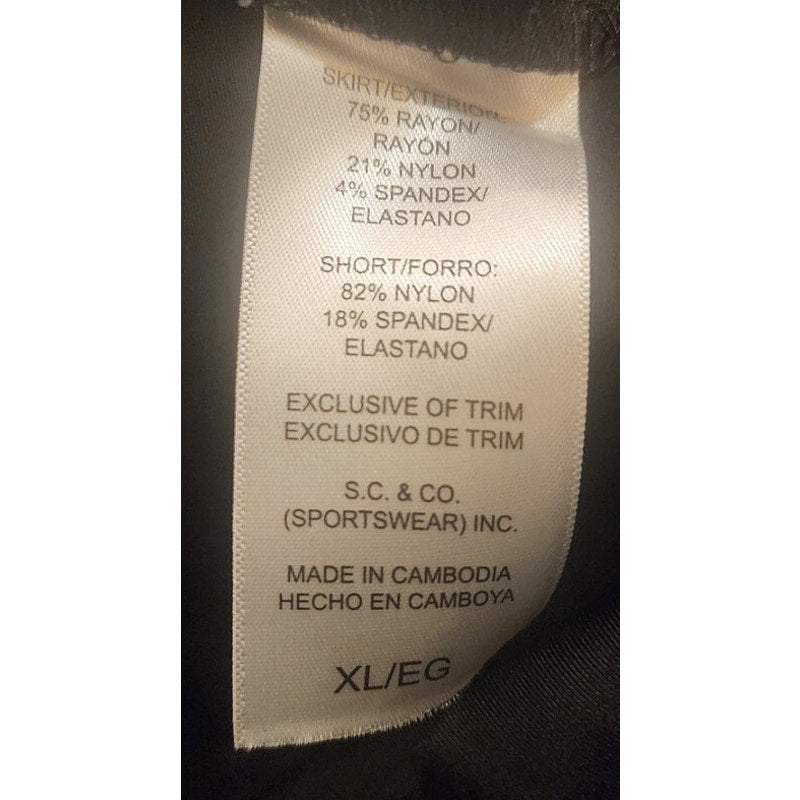 SKIRT/EXTERIOR:
75% RAYON/
RAYÓN
21% NYLON
4% SPANDEX/
ELASTANO
SHORT/FORRO:
82% NYLON
18% SPANDEX/
ELASTANO
EXCLUSIVE OF TRIM
EXCLUSIVO DE TRIM
S.C. & CO.
(SPORTSWEAR) INC.
MADE IN CAMBODIA
HECHO EN CAMBOYA
XL/EG